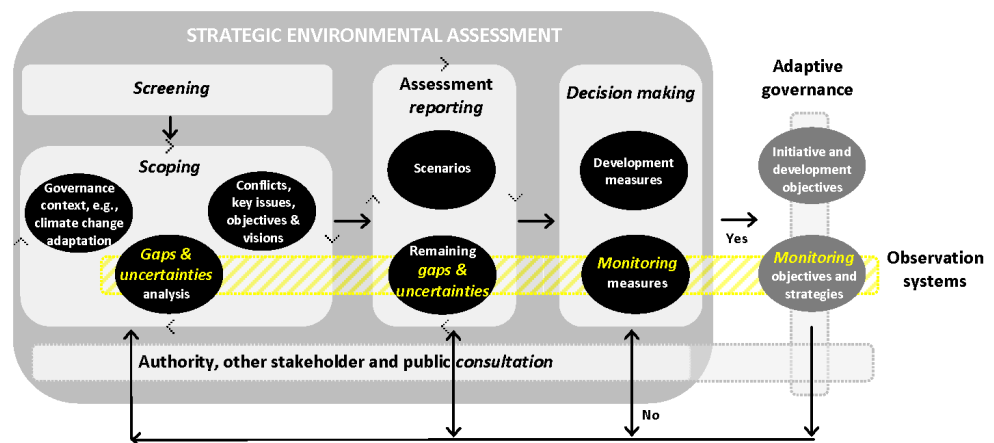 STRATEGIC ENVIRONMENTAL ASSESSMENT
Screening
Scoping
Governance
context, e.g.,
climate change
adaptation
Conflicts,
key issues,
objectives &
visions
Gaps &
uncertainties
analysis
Assessment
reporting
Scenarios
Remaining
gaps &
uncertainties
Decision making
Development
measures
Monitoring
measures
Yes
Adaptive
governance
Initiative and
development
objectives
Monitoring
objectives and
strategies
Observation
systems
Authority, other stakeholder and public consultation
No